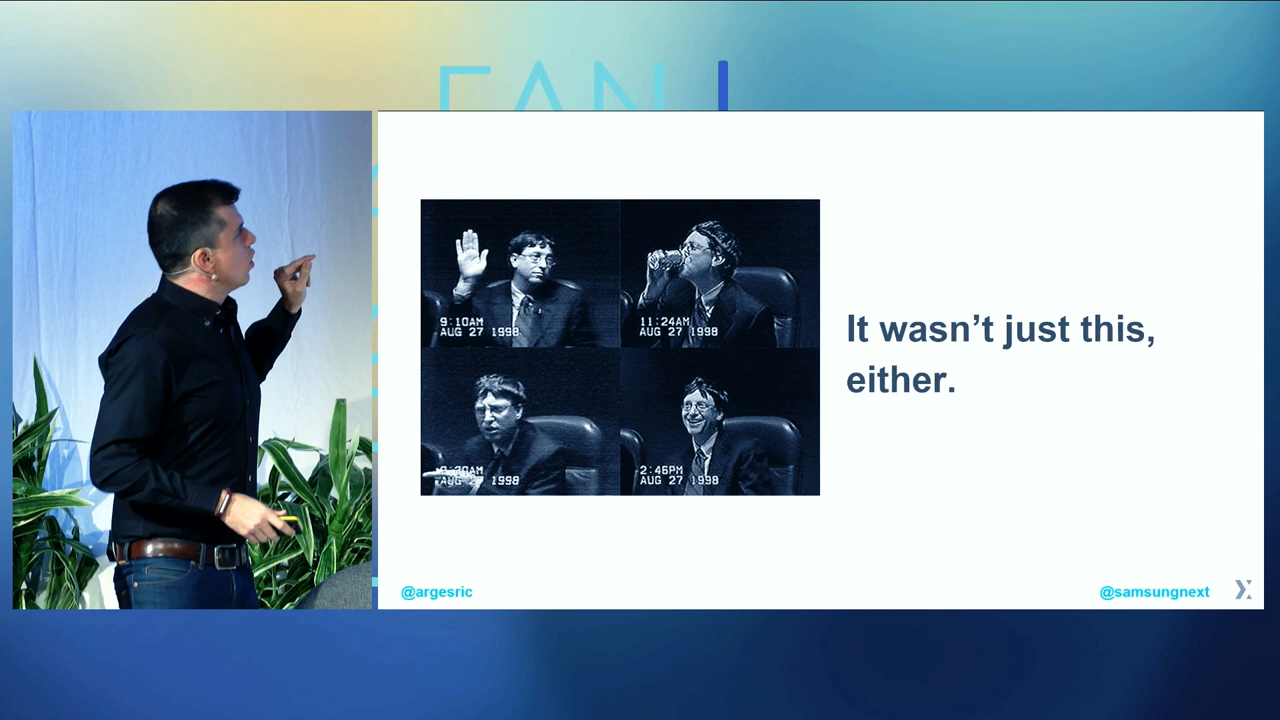 9:10AM
AUG 27 1998
11:24AM
AUG 27 1998
AUG 27 1998
2:46PM
AUG 27 1998
It wasn’t just this,
either.
@argesric
@samsungnext